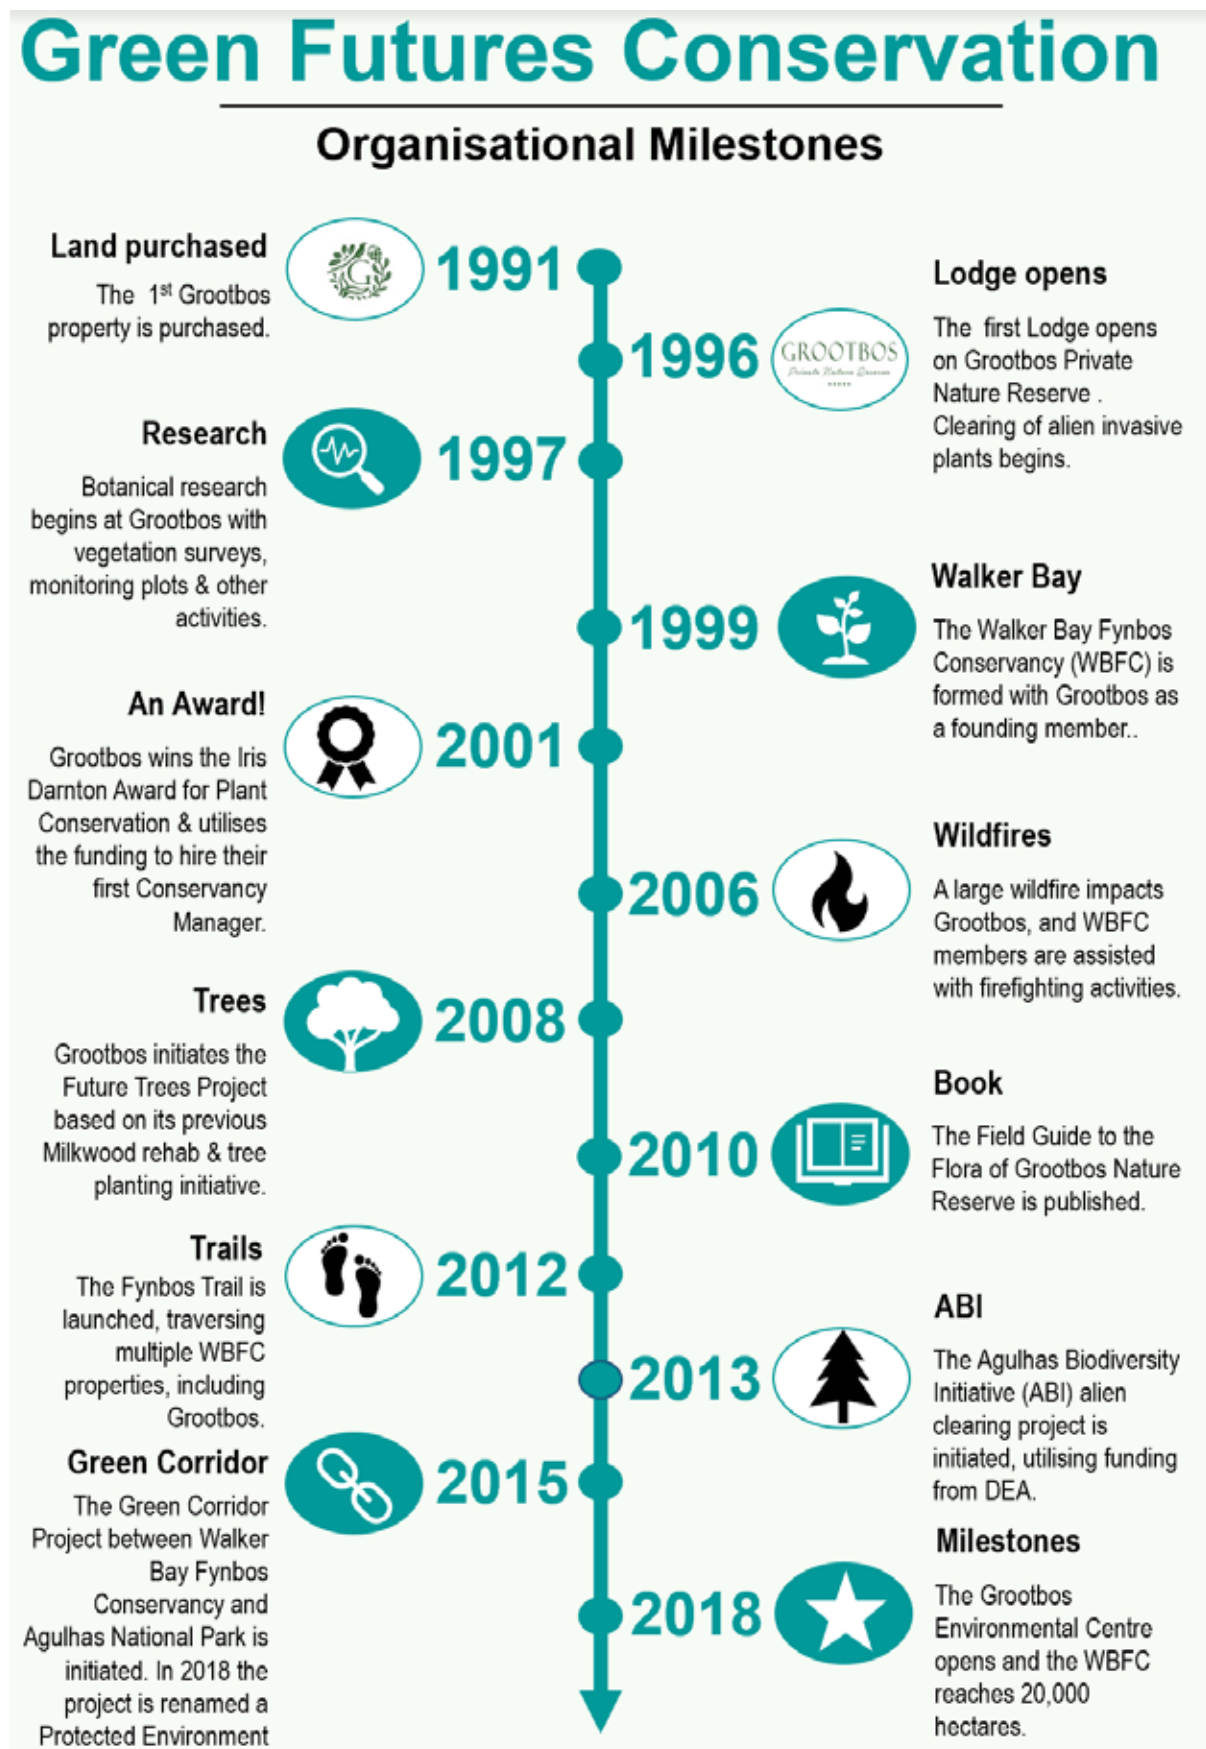 Green Futures Conservation
Organisational Milestones
Land purchased
The 1st Grootbos
property is purchased.
1991
1996
GROOTBOS
Private Nature Reserve
Lodge opens
The first Lodge opens
on Grootbos Private
Nature Reserve .
Clearing of alien invasive
plants begins.
Research
Botanical research
begins at Grootbos with
vegetation surveys,
monitoring plots & other
activities.
1997
1999
Walker Bay
The Walker Bay Fynbos
Conservancy (WBFC) is
formed with Grootbos as
a founding member..
An Award!
Grootbos wins the Iris
Darnton Award for Plant
Conservation & utilises
the funding to hire their
first Conservancy
Manager.
2001
2006
Wildfires
A large wildfire impacts
Grootbos, and WBFC
members are assisted
with firefighting activities.
Trees
Grootbos initiates the
Future Trees Project
based on its previous
Milkwood rehab & tree
planting initiative.
2008
2010
Book
The Field Guide to the
Flora of Grootbos Nature
Reserve is published.
Trails
The Fynbos Trail is
launched, traversing
multiple WBFC
properties, including
Grootbos.
2012
2013
ABI
The Agulhas Biodiversity
Initiative (ABI) alien
clearing project is
initiated, utilising funding
from DEA.
Green Corridor
The Green Corridor
Project between Walker
Bay Fynbos
Conservancy and
Agulhas National Park is
initiated. In 2018 the
project is renamed a
Protected Environment
2015
2018
Milestones
The Grootbos
Environmental Centre
opens and the WBFC
reaches 20,000
hectares.